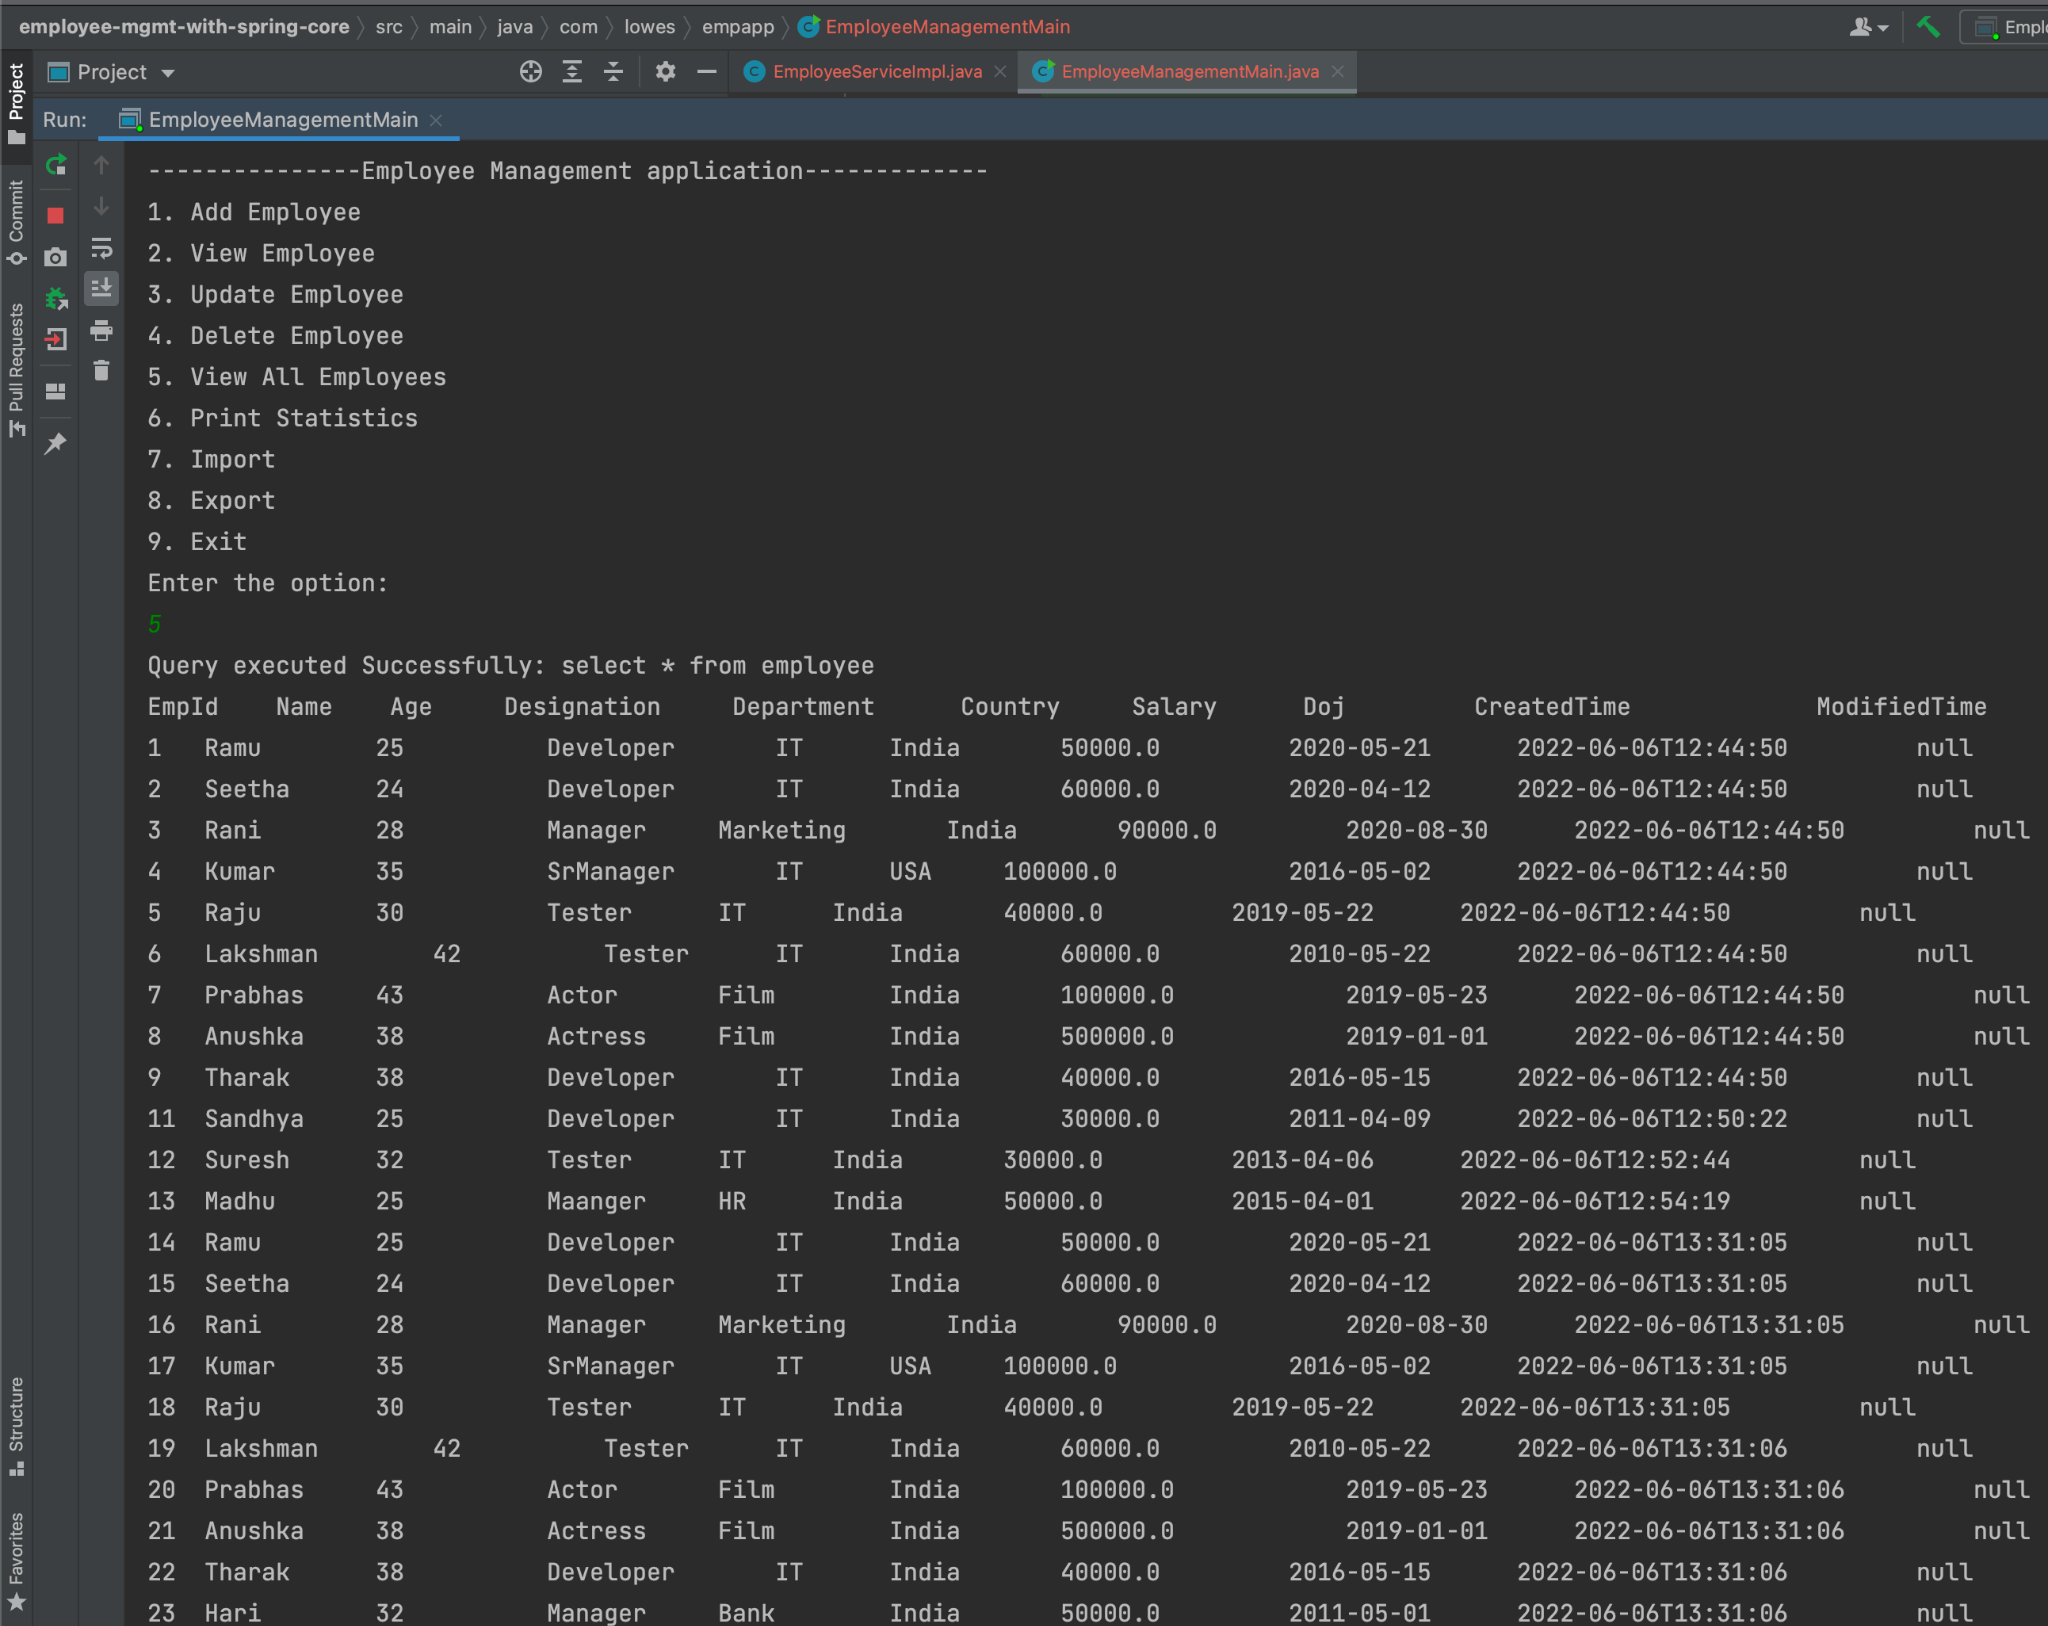 employee-mgmt-with-spring-core src main java com lowes empapp EmployeeManagementMain
Project EmployeeServiceImpl.java EmployeeManagementMain.java
Run: EmployeeManagementMain
Project
Commit
Pull Requests
Structure
Favorites
---------------Employee Management application-------------
1. Add Employee
2. View Employee
3. Update Employee
4. Delete Employee
5. View All Employees
6. Print Statistics
7. Import
8. Export
9. Exit
Enter the option:
5
Query executed Successfully: select * from employee
EmpId Name Age Designation Department Country Salary Doj CreatedTime ModifiedTime
1 Ramu 25 Developer IT India 50000.0 2020-05-21 2022-06-06T12:44:50 null
2 Seetha 24 Developer IT India 60000.0 2020-04-12 2022-06-06T12:44:50 null
3 Rani 28 Manager Marketing India 90000.0 2020-08-30 2022-06-06T12:44:50 null
4 Kumar 35 SrManager IT USA 100000.0 2016-05-02 2022-06-06T12:44:50 null
5 Raju 30 Tester IT India 40000.0 2019-05-22 2022-06-06T12:44:50 null
6 Lakshman 42 Tester IT India 60000.0 2010-05-22 2022-06-06T12:44:50 null
7 Prabhas 43 Actor Film India 100000.0 2019-05-23 2022-06-06T12:44:50 null
8 Anushka 38 Actress Film India 500000.0 2019-01-01 2022-06-06T12:44:50 null
9 Tharak 38 Developer IT India 40000.0 2016-05-15 2022-06-06T12:44:50 null
11 Sandhya 25 Developer IT India 30000.0 2011-04-09 2022-06-06T12:50:22 null
12 Suresh 32 Tester IT India 30000.0 2013-04-06 2022-06-06T12:52:44 null
13 Madhu 25 Maanger HR India 50000.0 2015-04-01 2022-06-06T12:54:19 null
14 Ramu 25 Developer IT India 50000.0 2020-05-21 2022-06-06T13:31:05 null
15 Seetha 24 Developer IT India 60000.0 2020-04-12 2022-06-06T13:31:05 null
16 Rani 28 Manager Marketing India 90000.0 2020-08-30 2022-06-06T13:31:05 null
17 Kumar 35 SrManager IT USA 100000.0 2016-05-02 2022-06-06T13:31:05 null
18 Raju 30 Tester IT India 40000.0 2019-05-22 2022-06-06T13:31:05 null
19 Lakshman 42 Tester IT India 60000.0 2010-05-22 2022-06-06T13:31:06 null
20 Prabhas 43 Actor Film India 100000.0 2019-05-23 2022-06-06T13:31:06 null
21 Anushka 38 Actress Film India 500000.0 2019-01-01 2022-06-06T13:31:06 null
22 Tharak 38 Developer IT India 40000.0 2016-05-15 2022-06-06T13:31:06 null
23 Hari 32 Manager Bank India 50000.0 2011-05-01 2022-06-06T13:31:06 null